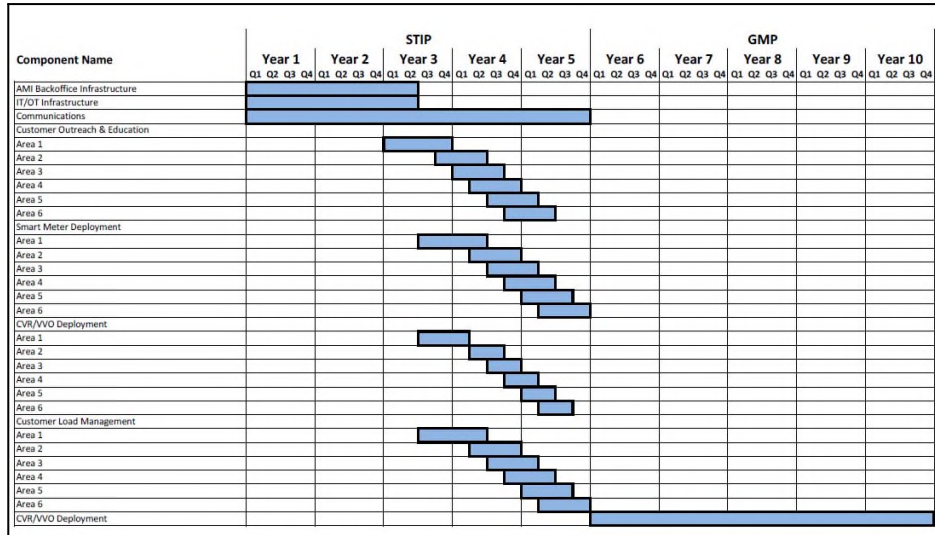 STIP GMP
Component Name Year 1 Year 2 Year 3 Year 4 Year 5 Year 6 Year 7 Year 8 Year 9 Year 10
Q1 Q2 Q3 Q4 Q1 Q2 Q3 Q4 Q1 Q2 Q3 Q4 Q1 Q2 Q3 Q4 Q1 Q2 Q3 Q4 Q1 Q2 Q3 Q4 Q1 Q2 Q3 Q4 Q1 Q2 Q3 Q4 Q1 Q2 Q3 Q4 Q1 Q2 Q3 Q4
AMI Backoffice Infrastructure
IT/OT Infrastructure
Communications
Customer Outreach & Education
Area 1
Area 2
Area 3
Area 4
Area 5
Area 6
Smart Meter Deployment
Area 1
Area 2
Area 3
Area 4
Area 5
Area 6
CVR/VVO Deployment
Area 1
Area 2
Area 3
Area 4
Area 5
Area 6
Customer Load Management
Area 1
Area 2
Area 3
Area 4
Area 5
Area 6
CVR/VVO Deployment